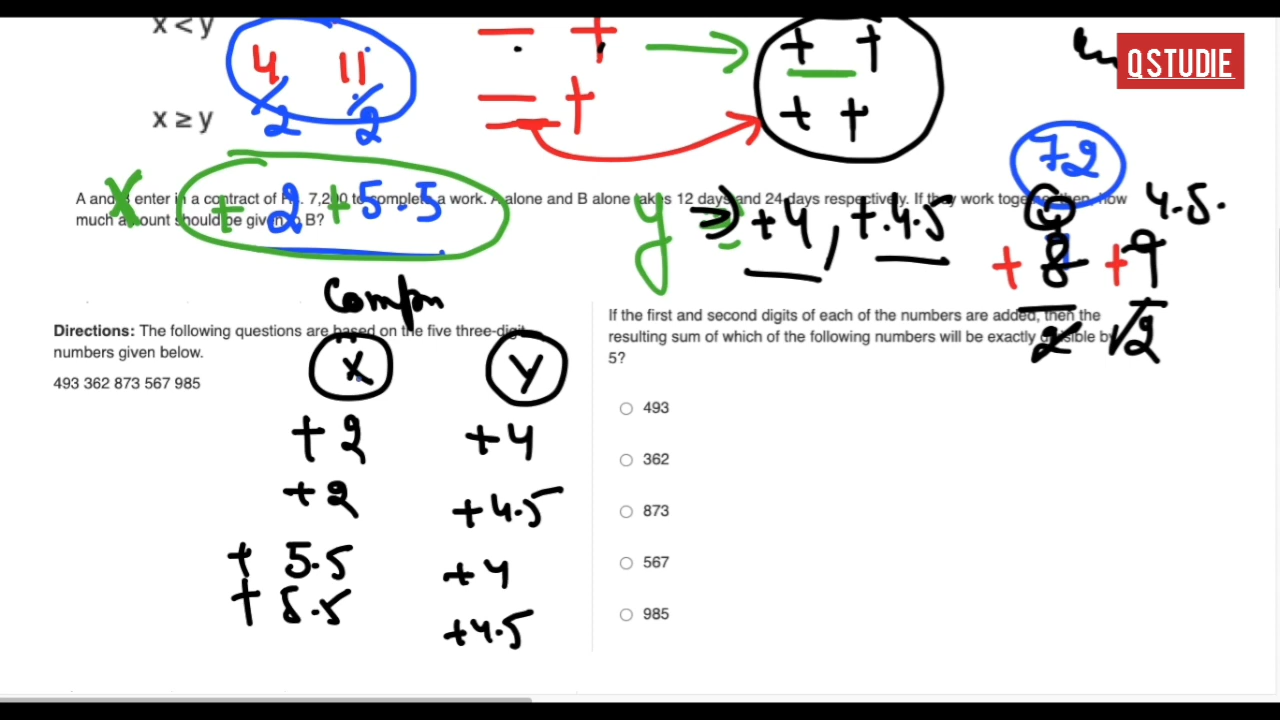 x < y
4 11
/2 /2
− +
+ +
− +
+ +
QSTUDIE
x ≥ y
72
A and B enter in a contract of Rs. 7,200 to complete a work. A alone and B alone takes 12 days and 24 days respectively. If they work together then, how
much amount should be given to B?
X +2 +5.5
y ⇒ +4, +4.5
4.5.
+8 +9
2 √2
Compn
Directions: The following questions are based on the five three-digit
numbers given below.
493 362 873 567 985
X Y
+2 +4
+2 +4.5
+ 5.5 +4
+ 5.5 +4.5
If the first and second digits of each of the numbers are added, then the
resulting sum of which of the following numbers will be exactly divisible by
5?
493
362
873
567
985